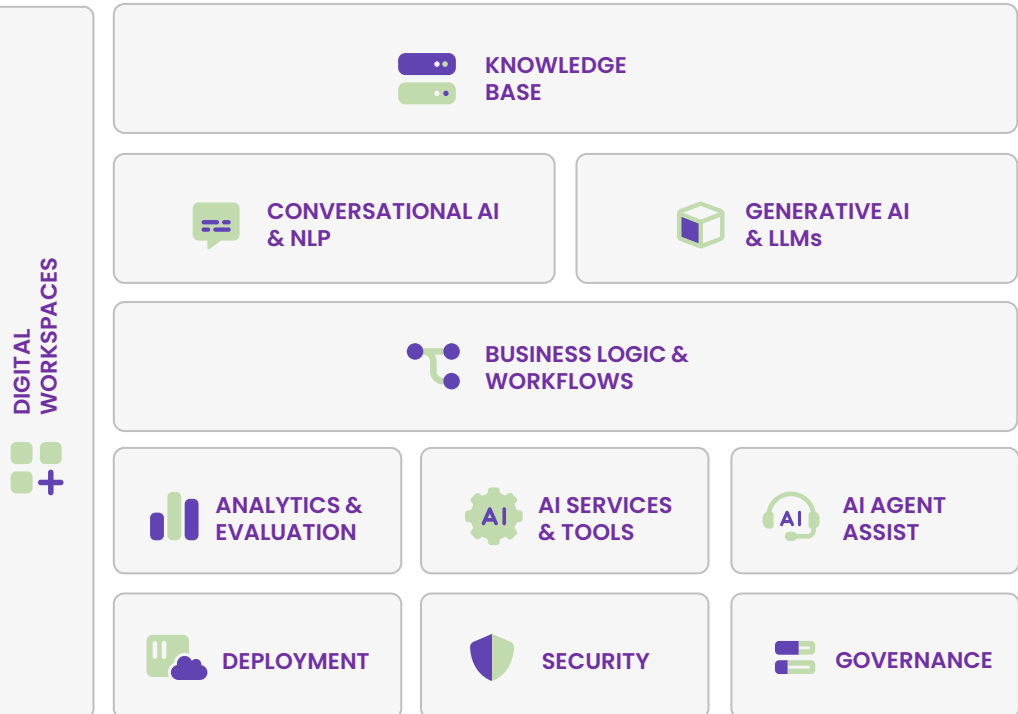 DIGITAL
WORKSPACES
KNOWLEDGE
BASE
CONVERSATIONAL AI
& NLP
GENERATIVE AI
& LLMs
BUSINESS LOGIC &
WORKFLOWS
ANALYTICS &
EVALUATION
AI
AI SERVICES
& TOOLS
AI
AI AGENT
ASSIST
DEPLOYMENT
SECURITY
GOVERNANCE